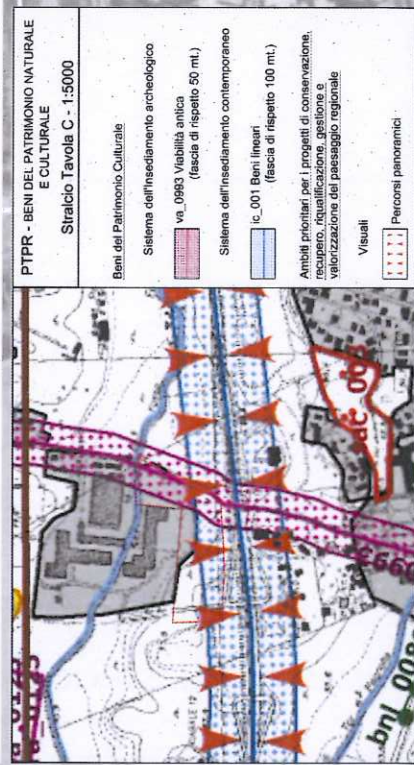 PTPR - BENI DEL PATRIMONIO NATURALE
E CULTURALE
Stralcio Tavola C - 1:5000
Beni del Patrimonio Culturale
Sistema dell'insediamento archeologico
va_0993 Viabilità antica
(fascia di rispetto 50 mt.)
Sistema dell'insediamento contemporaneo
ic_001 Beni lineari
(fascia di rispetto 100 mt.)
Ambiti prioritari per i progetti di conservazione,
recupero, riqualificazione, gestione e
valorizzazione del paesaggio regionale
Visuali
Percorsi panoramici
0993
bnl_008